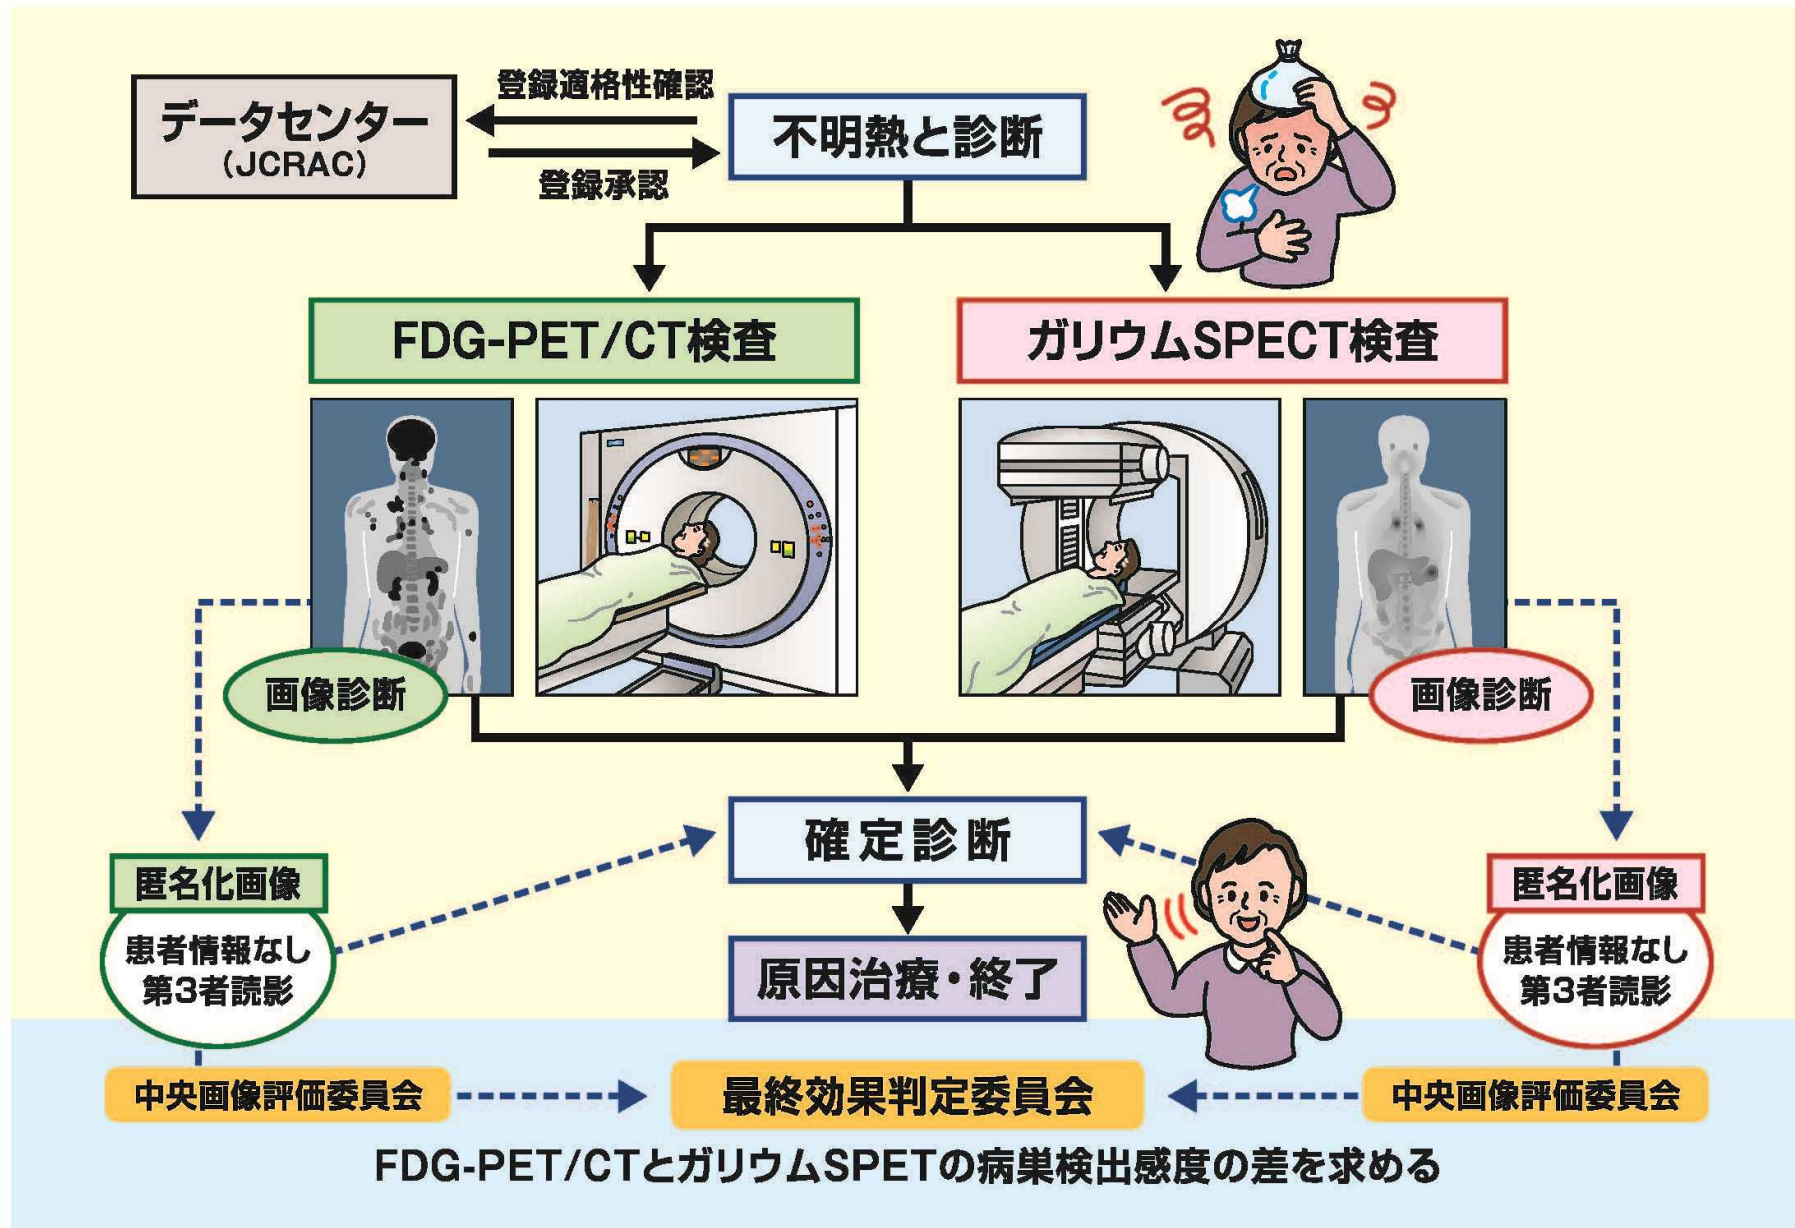 データセンター
(JCRAC)
登録適格性確認
登録承認
不明熱と診断
FDG-PET/CT検査
ガリウムSPECT検査
画像診断
画像診断
確定診断
匿名化画像
患者情報なし
第3者読影
匿名化画像
患者情報なし
第3者読影
原因治療・終了
中央画像評価委員会
最終効果判定委員会
中央画像評価委員会
FDG-PET/CTとガリウムSPETの病巣検出感度の差を求める